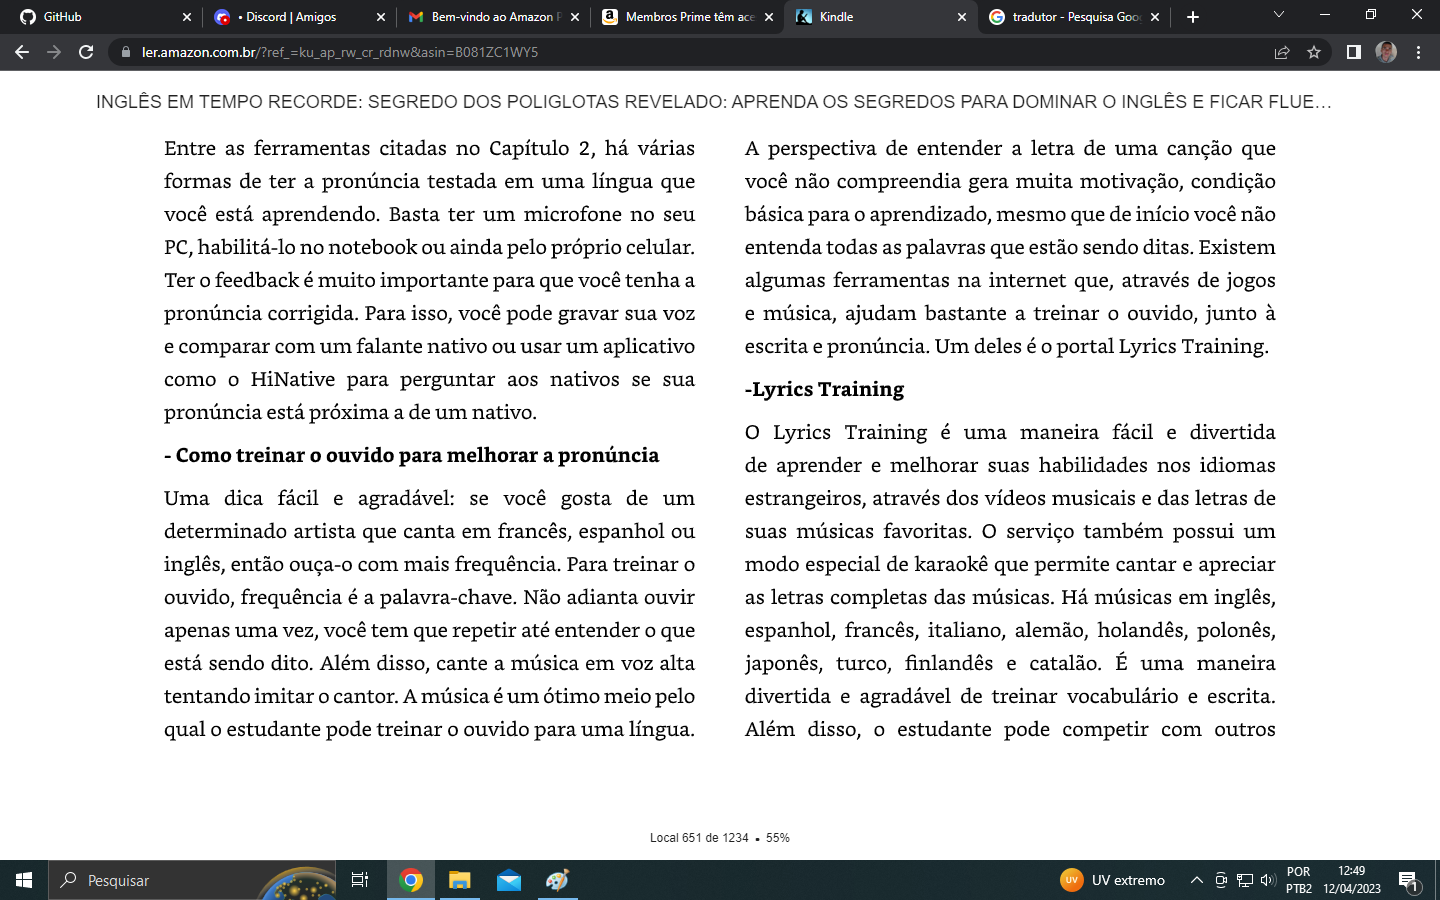 GitHub
• Discord | Amigos
Bem-vindo ao Amazon P
Membros Prime têm ace
Kindle
tradutor - Pesquisa Goo
ler.amazon.com.br/?ref_=ku_ap_rw_cr_rdnw&asin=B081ZC1WY5
INGLÊS EM TEMPO RECORDE: SEGREDO DOS POLIGLOTAS REVELADO: APRENDA OS SEGREDOS PARA DOMINAR O INGLÊS E FICAR FLUE…
Entre as ferramentas citadas no Capítulo 2, há várias
formas de ter a pronúncia testada em uma língua que
você está aprendendo. Basta ter um microfone no seu
PC, habilitá-lo no notebook ou ainda pelo próprio celular.
Ter o feedback é muito importante para que você tenha a
pronúncia corrigida. Para isso, você pode gravar sua voz
e comparar com um falante nativo ou usar um aplicativo
como o HiNative para perguntar aos nativos se sua
pronúncia está próxima a de um nativo.
- Como treinar o ouvido para melhorar a pronúncia
Uma dica fácil e agradável: se você gosta de um
determinado artista que canta em francês, espanhol ou
inglês, então ouça-o com mais frequência. Para treinar o
ouvido, frequência é a palavra-chave. Não adianta ouvir
apenas uma vez, você tem que repetir até entender o que
está sendo dito. Além disso, cante a música em voz alta
tentando imitar o cantor. A música é um ótimo meio pelo
qual o estudante pode treinar o ouvido para uma língua.
A perspectiva de entender a letra de uma canção que
você não compreendia gera muita motivação, condição
básica para o aprendizado, mesmo que de início você não
entenda todas as palavras que estão sendo ditas. Existem
algumas ferramentas na internet que, através de jogos
e música, ajudam bastante a treinar o ouvido, junto à
escrita e pronúncia. Um deles é o portal Lyrics Training.
-Lyrics Training
O Lyrics Training é uma maneira fácil e divertida
de aprender e melhorar suas habilidades nos idiomas
estrangeiros, através dos vídeos musicais e das letras de
suas músicas favoritas. O serviço também possui um
modo especial de karaokê que permite cantar e apreciar
as letras completas das músicas. Há músicas em inglês,
espanhol, francês, italiano, alemão, holandês, polonês,
japonês, turco, finlandês e catalão. É uma maneira
divertida e agradável de treinar vocabulário e escrita.
Além disso, o estudante pode competir com outros
Local 651 de 1234 • 55%
Pesquisar
UV
UV extremo
POR
PTB2
12:49
12/04/2023
1